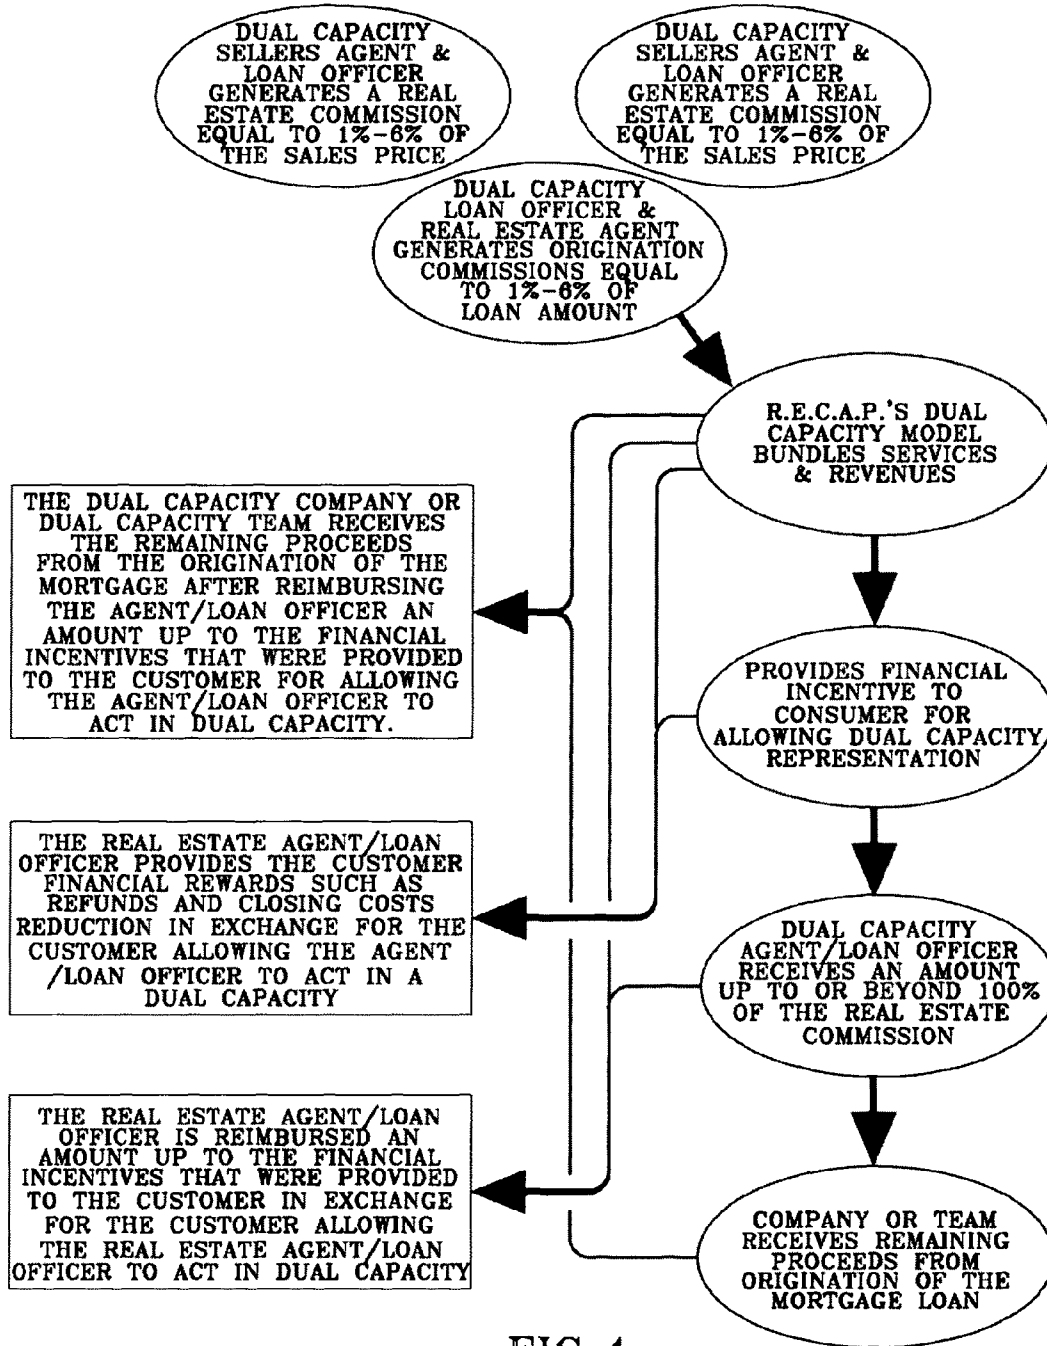 DUAL CAPACITY
SELLERS AGENT &
LOAN OFFICER
GENERATES A REAL
ESTATE COMMISSION
EQUAL TO 1%-6% OF
THE SALES PRICE
DUAL CAPACITY
SELLERS AGENT &
LOAN OFFICER
GENERATES A REAL
ESTATE COMMISSION
EQUAL TO 1%-6% OF
THE SALES PRICE
DUAL CAPACITY
LOAN OFFICER &
REAL ESTATE AGENT
GENERATES ORIGINATION
COMMISSIONS EQUAL
TO 1%-6% OF
LOAN AMOUNT
R.E.C.A.P.'S DUAL
CAPACITY MODEL
BUNDLES SERVICES
& REVENUES
THE DUAL CAPACITY COMPANY OR
DUAL CAPACITY TEAM RECEIVES
THE REMAINING PROCEEDS
FROM THE ORIGINATION OF THE
MORTGAGE AFTER REIMBURSING
THE AGENT/LOAN OFFICER AN
AMOUNT UP TO THE FINANCIAL
INCENTIVES THAT WERE PROVIDED
TO THE CUSTOMER FOR ALLOWING
THE AGENT/LOAN OFFICER TO
ACT IN DUAL CAPACITY.
PROVIDES FINANCIAL
INCENTIVE TO
CONSUMER FOR
ALLOWING DUAL CAPACITY
REPRESENTATION
THE REAL ESTATE AGENT/LOAN
OFFICER PROVIDES THE CUSTOMER
FINANCIAL REWARDS SUCH AS
REFUNDS AND CLOSING COSTS
REDUCTION IN EXCHANGE FOR THE
CUSTOMER ALLOWING THE AGENT
/LOAN OFFICER TO ACT IN A
DUAL CAPACITY
DUAL CAPACITY
AGENT/LOAN OFFICER
RECEIVES AN AMOUNT
UP TO OR BEYOND 100%
OF THE REAL ESTATE
COMMISSION
THE REAL ESTATE AGENT/LOAN
OFFICER IS REIMBURSED AN
AMOUNT UP TO THE FINANCIAL
INCENTIVES THAT WERE PROVIDED
TO THE CUSTOMER IN EXCHANGE
FOR THE CUSTOMER ALLOWING
THE REAL ESTATE AGENT/LOAN
OFFICER TO ACT IN DUAL CAPACITY
COMPANY OR TEAM
RECEIVES REMAINING
PROCEEDS FROM
ORIGINATION OF THE
MORTGAGE LOAN